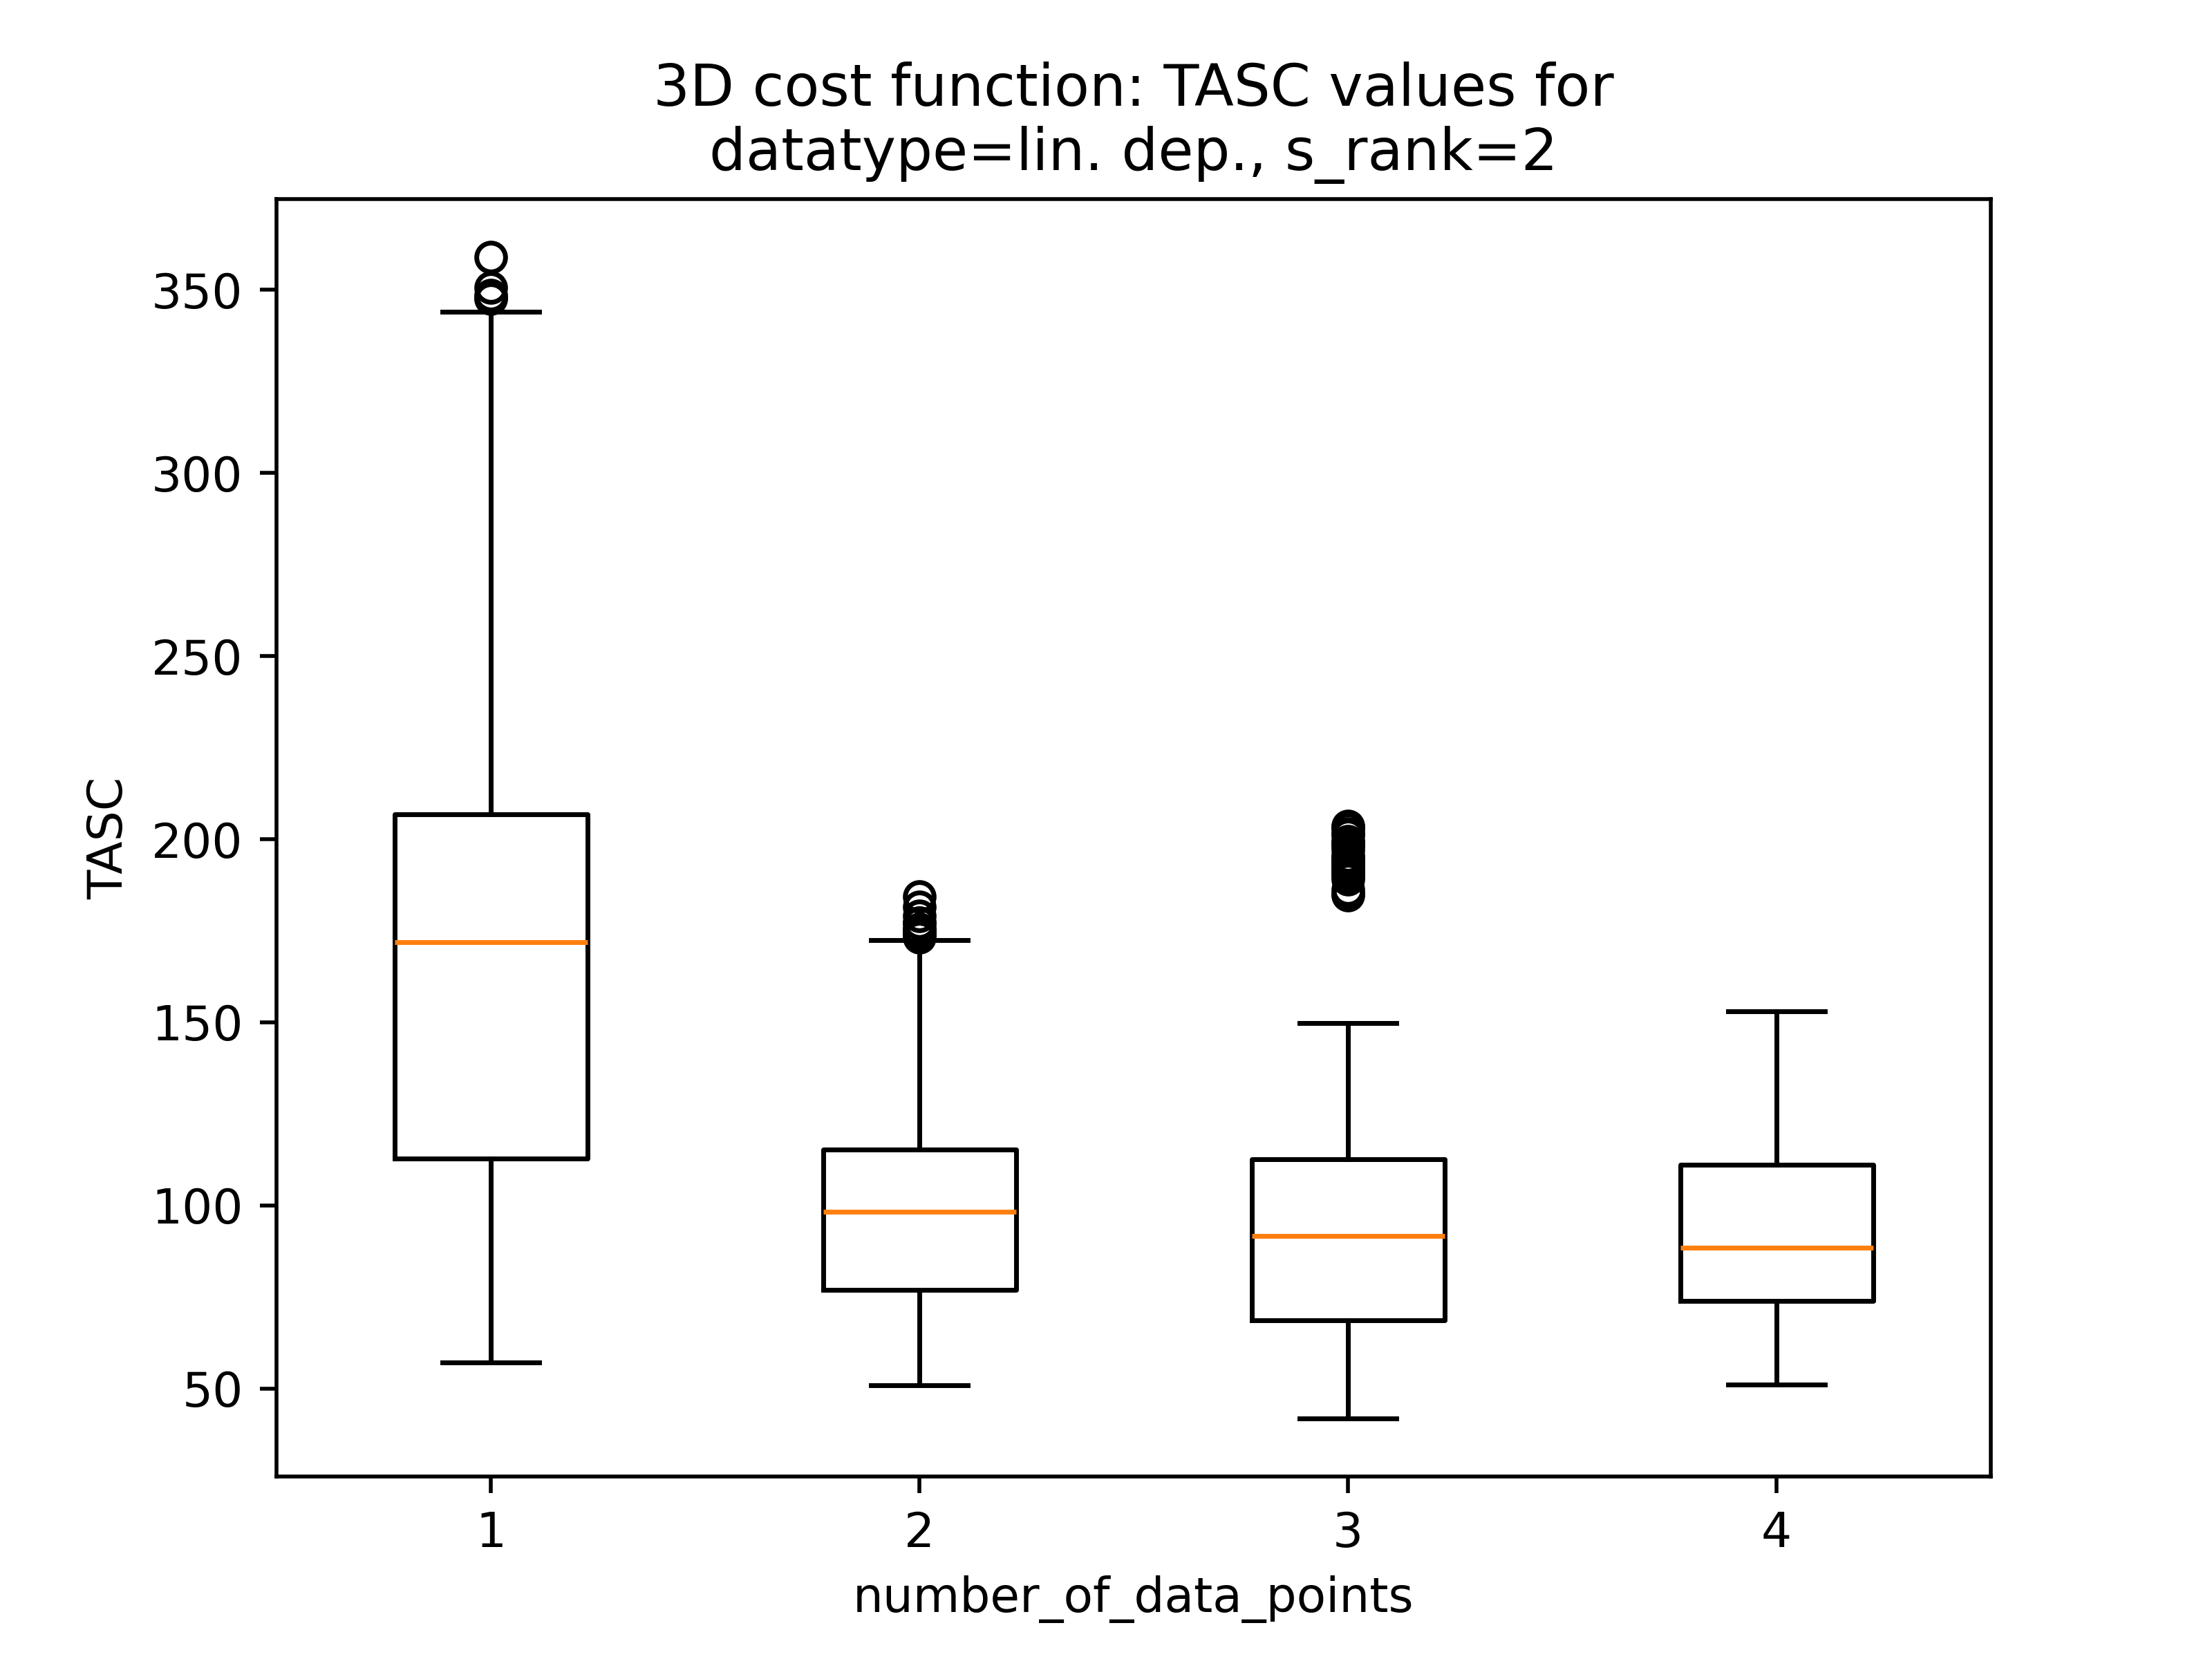 3D cost function: TASC values for
datatype=lin. dep., s_rank=2
350
300
250
200
150
100
50
TASC
1 2 3 4
number_of_data_points